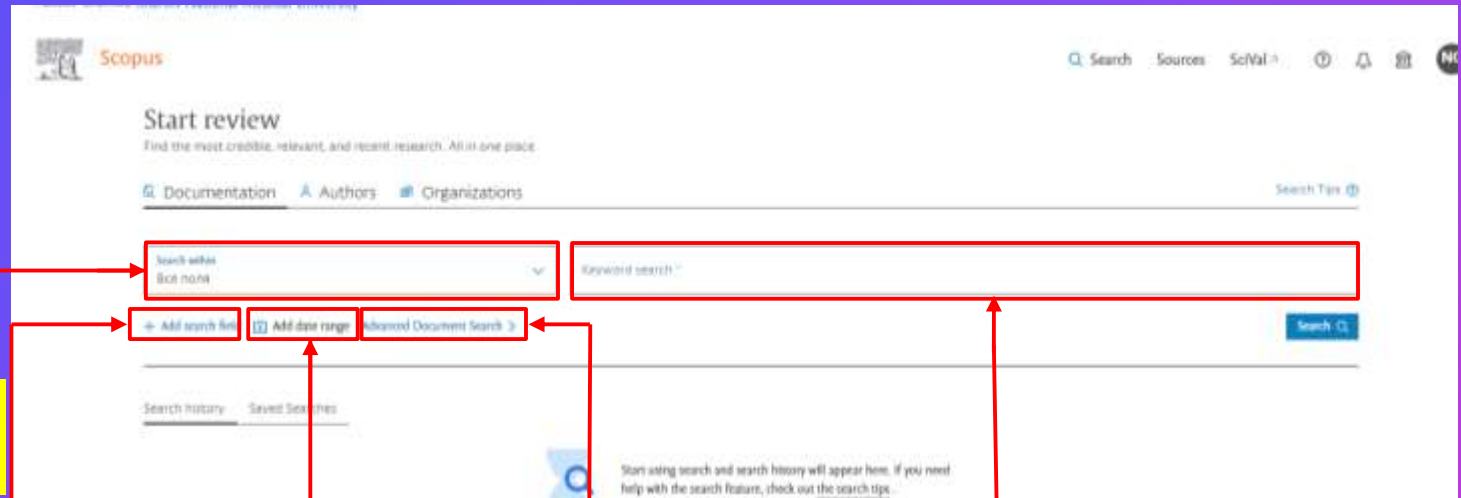 Scopus
Search Sources SciVal
Start review
Find the most credible, relevant, and recent research. All in one place
Documentation Authors Organizations
Search Tips
Search within
Все поля
Keyword search *
+ Add search field Add date range Advanced Document Search >
Search
Search history Saved Searches
Start using search and search history will appear here. If you need
help with the search feature, check out the search tips